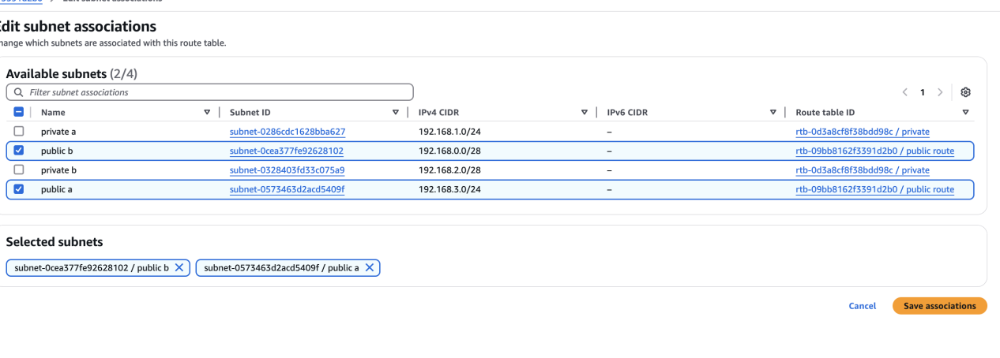 Edit subnet associations
Change which subnets are associated with this route table.
Available subnets (2/4)
Filter subnet associations
1
Name Subnet ID IPv4 CIDR IPv6 CIDR Route table ID
private a subnet-0286cdc1628bba627 192.168.1.0/24 – rtb-0d3a8cf8f38bdd98c / private
public b subnet-0cea377fe92628102 192.168.0.0/28 – rtb-09bb8162f3391d2b0 / public route
private b subnet-0328403fd33c075a9 192.168.2.0/28 – rtb-0d3a8cf8f38bdd98c / private
public a subnet-0573463d2acd5409f 192.168.3.0/24 – rtb-09bb8162f3391d2b0 / public route
Selected subnets
subnet-0cea377fe92628102 / public b subnet-0573463d2acd5409f / public a
Cancel Save associations